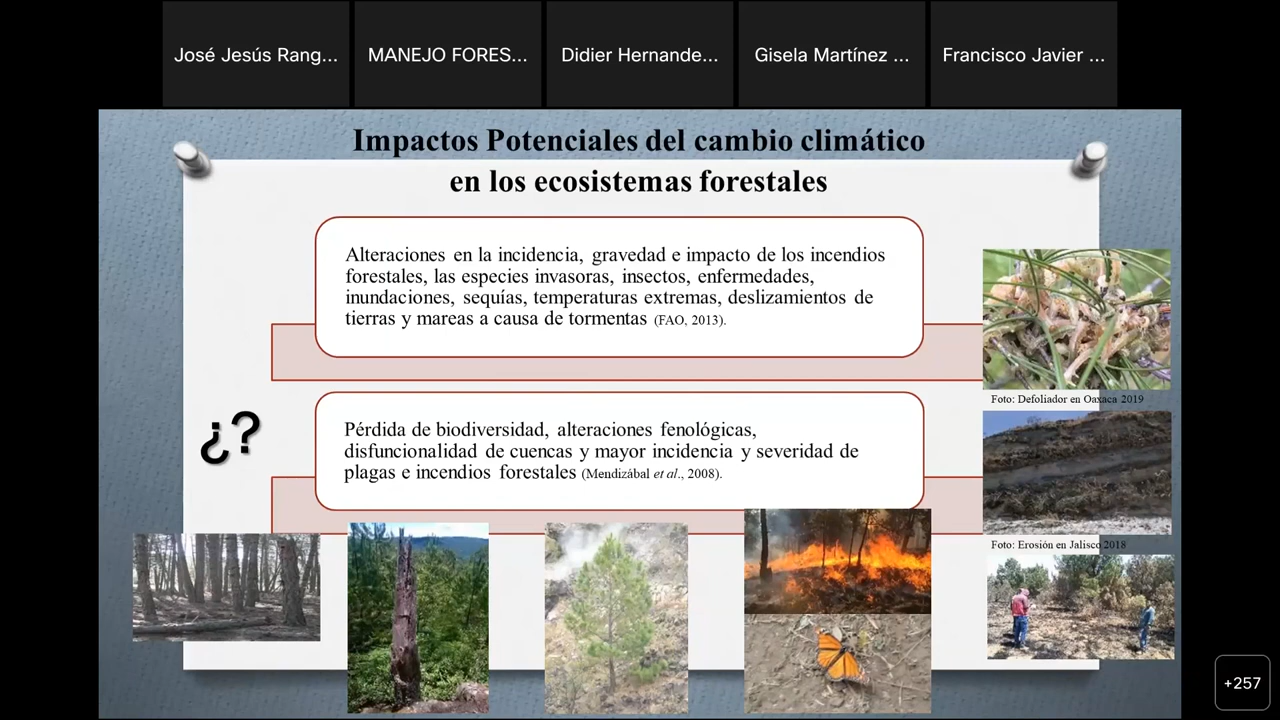 José Jesús Rang...
MANEJO FORES...
Didier Hernande...
Gisela Martínez ...
Francisco Javier ...
Impactos Potenciales del cambio climático
en los ecosistemas forestales
Alteraciones en la incidencia, gravedad e impacto de los incendios
forestales, las especies invasoras, insectos, enfermedades,
inundaciones, sequías, temperaturas extremas, deslizamientos de
tierras y mareas a causa de tormentas (FAO, 2013).
Foto: Defoliador en Oaxaca 2019
¿?
Pérdida de biodiversidad, alteraciones fenológicas,
disfuncionalidad de cuencas y mayor incidencia y severidad de
plagas e incendios forestales (Mendizábal et al., 2008).
Foto: Erosión en Jalisco 2018
+257